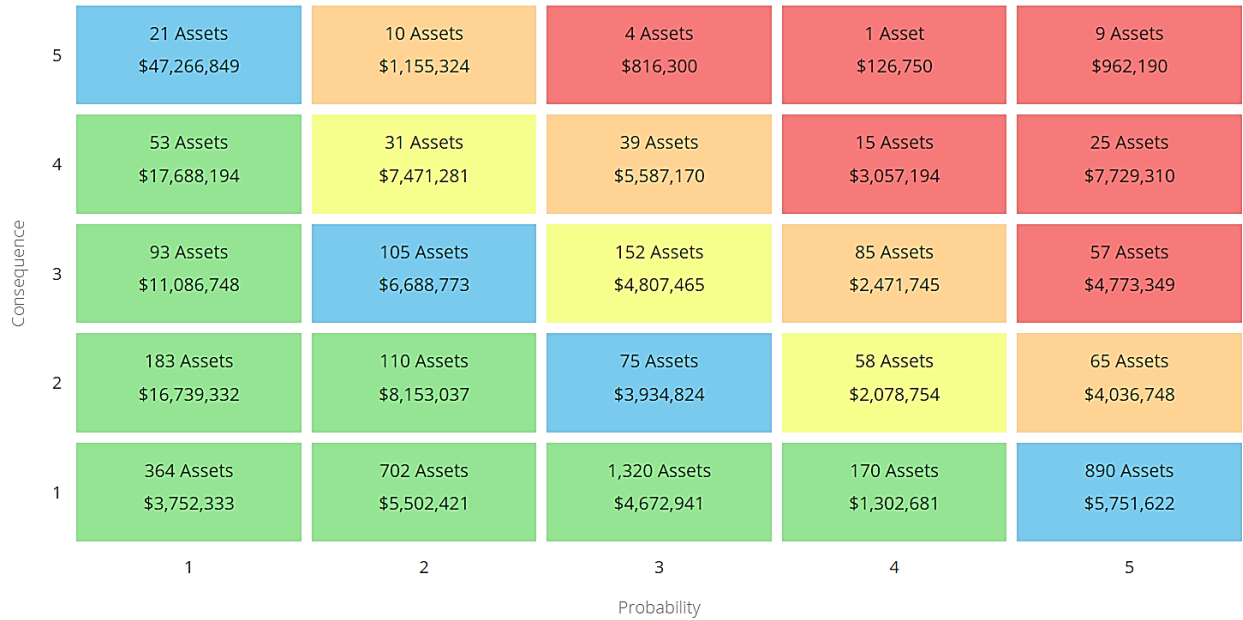 21 Assets
$47,266,849
10 Assets
$1,155,324
4 Assets
$816,300
1 Asset
$126,750
9 Assets
$962,190
5
53 Assets
$17,688,194
31 Assets
$7,471,281
39 Assets
$5,587,170
15 Assets
$3,057,194
25 Assets
$7,729,310
4
93 Assets
$11,086,748
105 Assets
$6,688,773
152 Assets
$4,807,465
85 Assets
$2,471,745
57 Assets
$4,773,349
3
Consequence
183 Assets
$16,739,332
110 Assets
$8,153,037
75 Assets
$3,934,824
58 Assets
$2,078,754
65 Assets
$4,036,748
2
364 Assets
$3,752,333
702 Assets
$5,502,421
1,320 Assets
$4,672,941
170 Assets
$1,302,681
890 Assets
$5,751,622
1
1
2
3
4
5
Probability